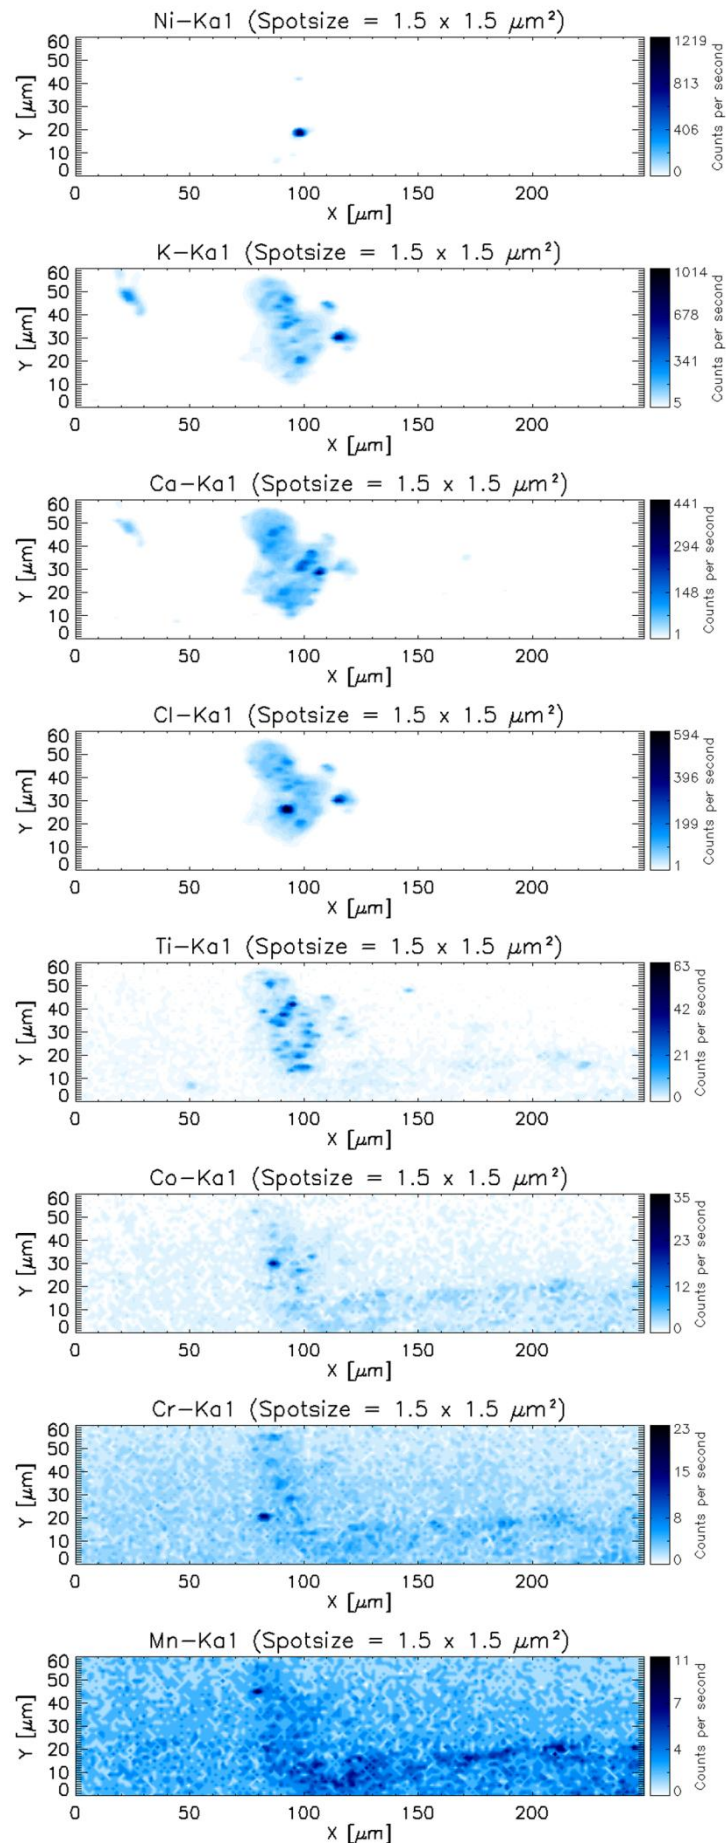 Ni-Ka1 (Spotsize = 1.5 x 1.5 μm²)
60
50
40
30
20
10
0
Y [μm]
0 50 100 150 200
X [μm]
1219
813
406
0
Counts per second
K-Ka1 (Spotsize = 1.5 x 1.5 μm²)
60
50
40
30
20
10
0
Y [μm]
0 50 100 150 200
X [μm]
1014
678
341
5
Counts per second
Ca-Ka1 (Spotsize = 1.5 x 1.5 μm²)
60
50
40
30
20
10
0
Y [μm]
0 50 100 150 200
X [μm]
441
294
148
1
Counts per second
Cl-Ka1 (Spotsize = 1.5 x 1.5 μm²)
60
50
40
30
20
10
0
Y [μm]
0 50 100 150 200
X [μm]
594
396
199
1
Counts per second
Ti-Ka1 (Spotsize = 1.5 x 1.5 μm²)
60
50
40
30
20
10
0
Y [μm]
0 50 100 150 200
X [μm]
63
42
21
0
Counts per second
Co-Ka1 (Spotsize = 1.5 x 1.5 μm²)
60
50
40
30
20
10
0
Y [μm]
0 50 100 150 200
X [μm]
35
23
12
0
Counts per second
Cr-Ka1 (Spotsize = 1.5 x 1.5 μm²)
60
50
40
30
20
10
0
Y [μm]
0 50 100 150 200
X [μm]
23
15
8
0
Counts per second
Mn-Ka1 (Spotsize = 1.5 x 1.5 μm²)
60
50
40
30
20
10
0
Y [μm]
0 50 100 150 200
X [μm]
11
7
4
0
Counts per second